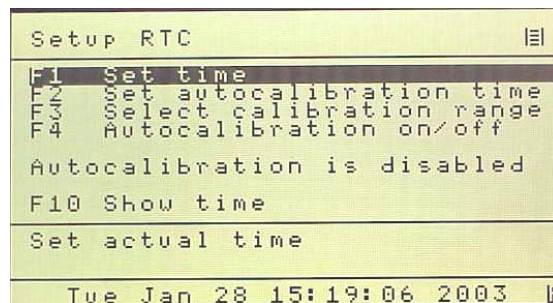 Setup RTC
F1 Set time
F2 Set autocalibration time
F3 Select calibration range
F4 Autocalibration on/off
Autocalibration is disabled
F10 Show time
Set actual time
Tue Jan 28 15:19:06 2003